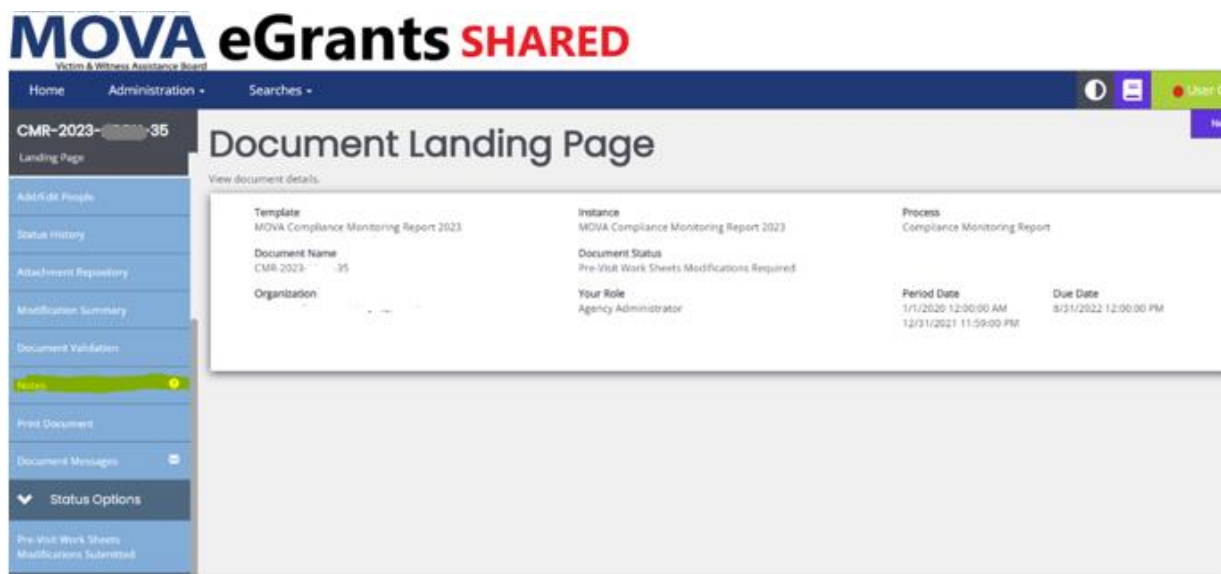 MOVA eGrants SHARED
Victim & Witness Assistance Board
Home Administration Searches
User
CMR-2023- -35
Landing Page
Document Landing Page
View document details.
Add/Edit People
Status History
Attachment Repository
Modification Summary
Document Validation
Notes
Print Document
Document Messages
Status Options
Pre-Visit Work Sheets
Modifications Submitted
Template
MOVA Compliance Monitoring Report 2023
Instance
MOVA Compliance Monitoring Report 2023
Process
Compliance Monitoring Report
Document Name
CMR-2023- -35
Document Status
Pre-Visit Work Sheets Modifications Required
Organization
Your Role
Agency Administrator
Period Date
1/1/2020 12:00:00 AM
12/31/2021 11:59:00 PM
Due Date
8/31/2022 12:00:00 PM